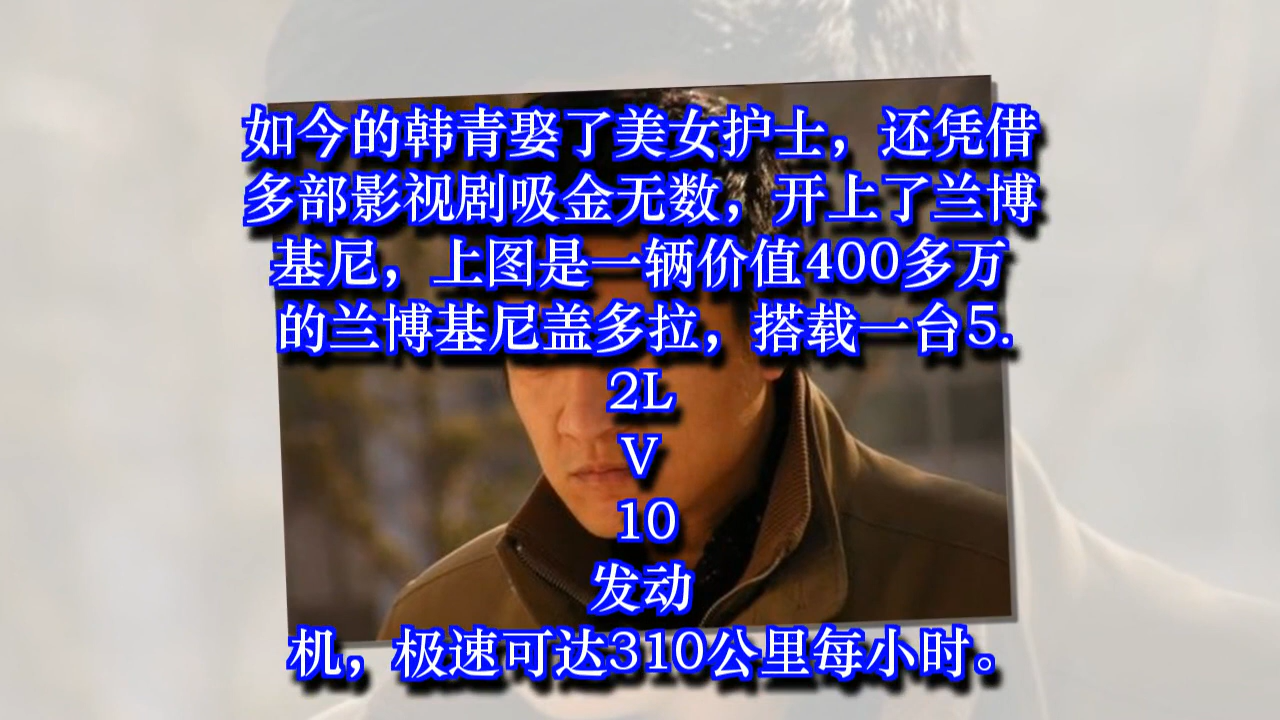 如今的韩青娶了美女护士，还凭借
多部影视剧吸金无数，开上了兰博
基尼，上图是一辆价值400多万
的兰博基尼盖多拉，搭载一台5.
2L
V
10
发动
机，极速可达310公里每小时。